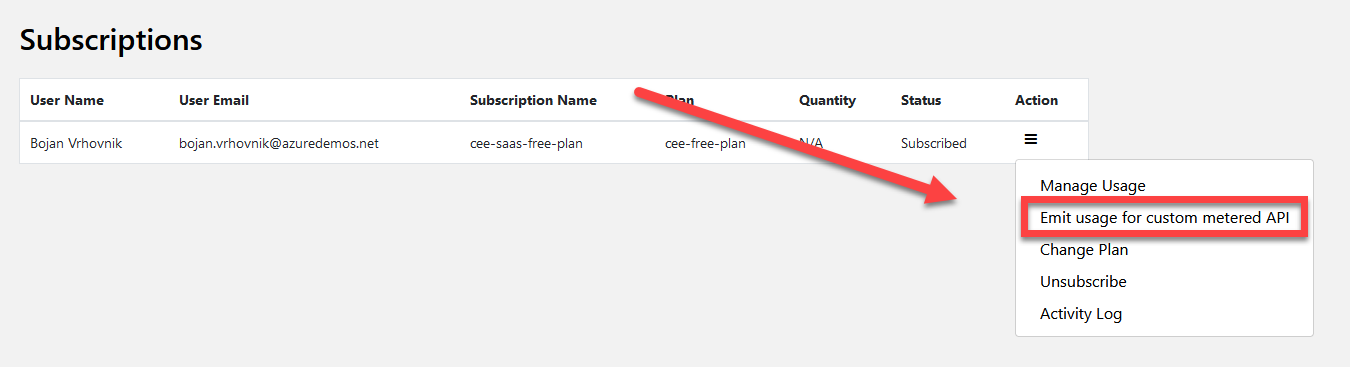 Subscriptions
User Name User Email Subscription Name Plan Quantity Status Action
Bojan Vrhovnik bojan.vrhovnik@azuredemos.net cee-saas-free-plan cee-free-plan N/A Subscribed
Manage Usage
Emit usage for custom metered API
Change Plan
Unsubscribe
Activity Log